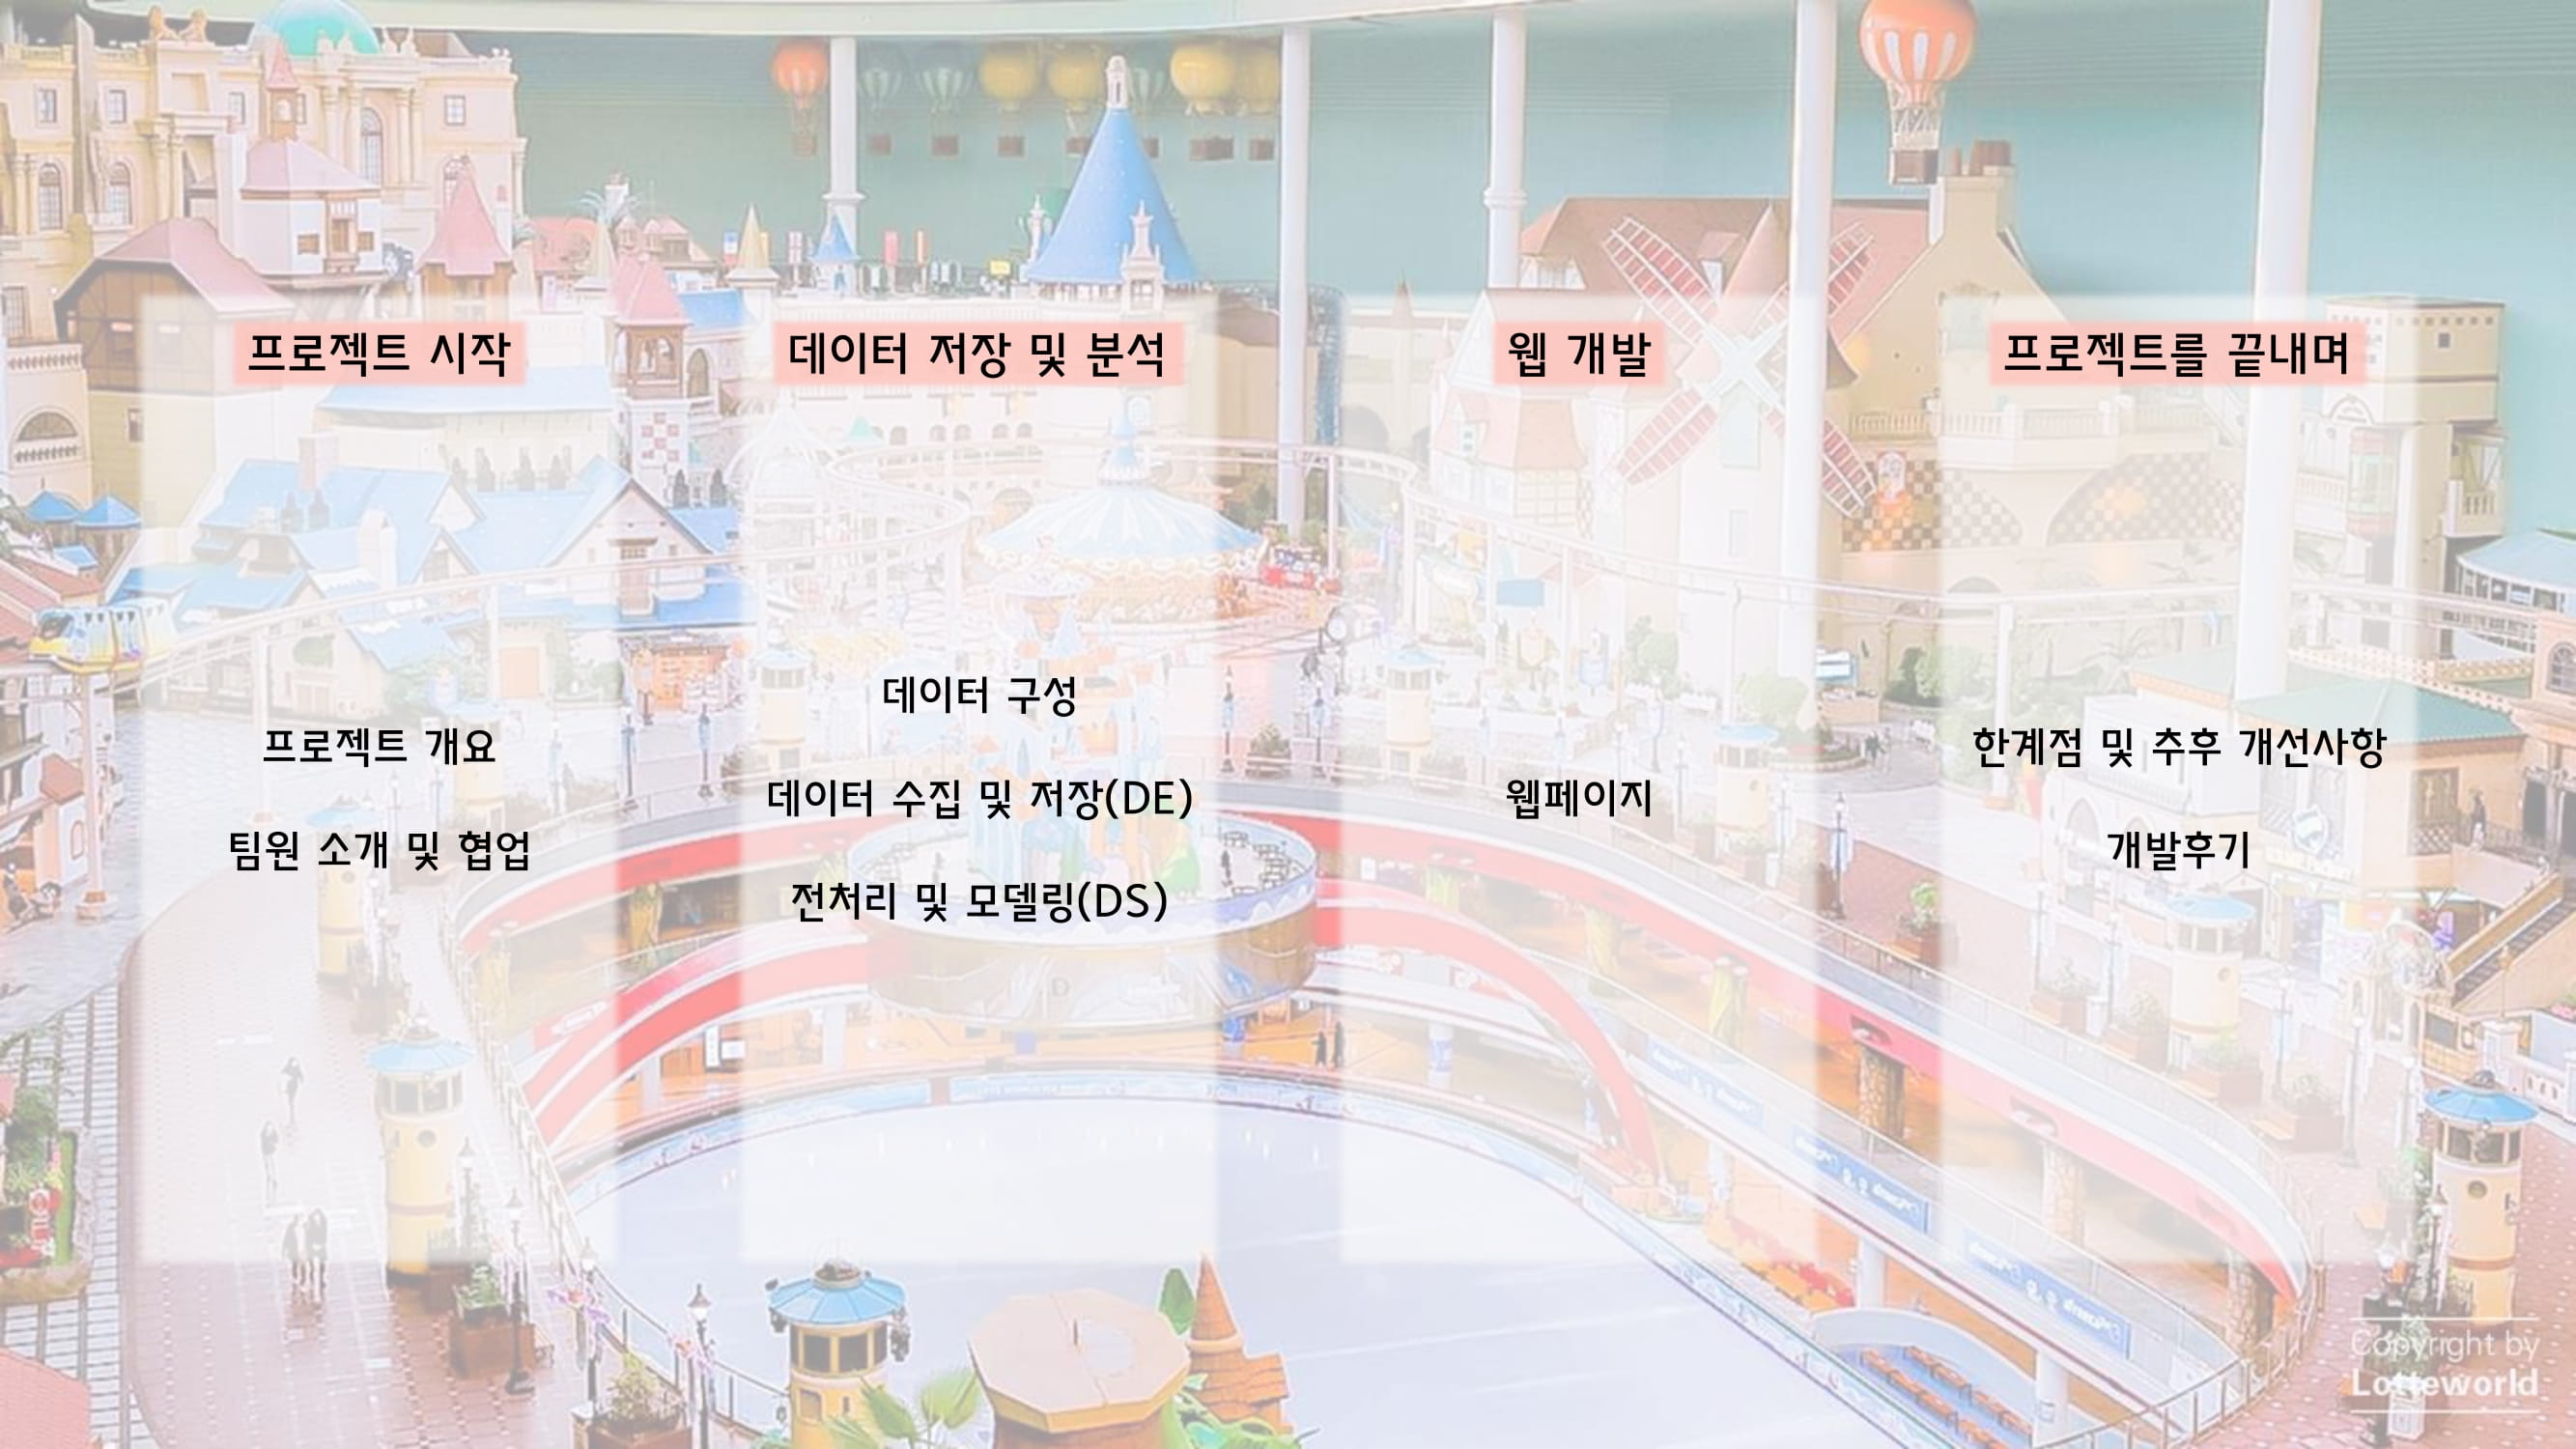 프로젝트 시작
프로젝트 개요
팀원 소개 및 협업
데이터 저장 및 분석
데이터 구성
데이터 수집 및 저장(DE)
전처리 및 모델링(DS)
웹 개발
웹페이지
프로젝트를 끝내며
한계점 및 추후 개선사항
개발후기
Copyright by
Lotteworld